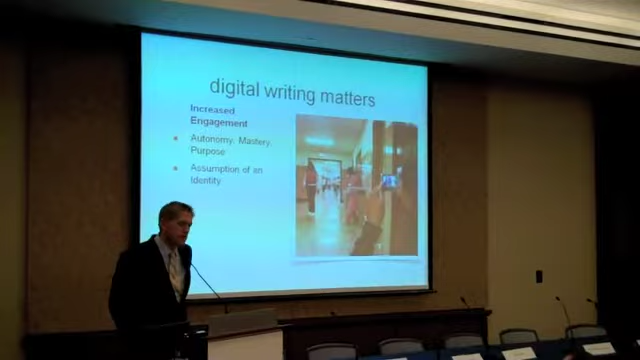 digital writing matters
Increased
Engagement
Autonomy, Mastery,
Purpose
Assumption of an
Identity